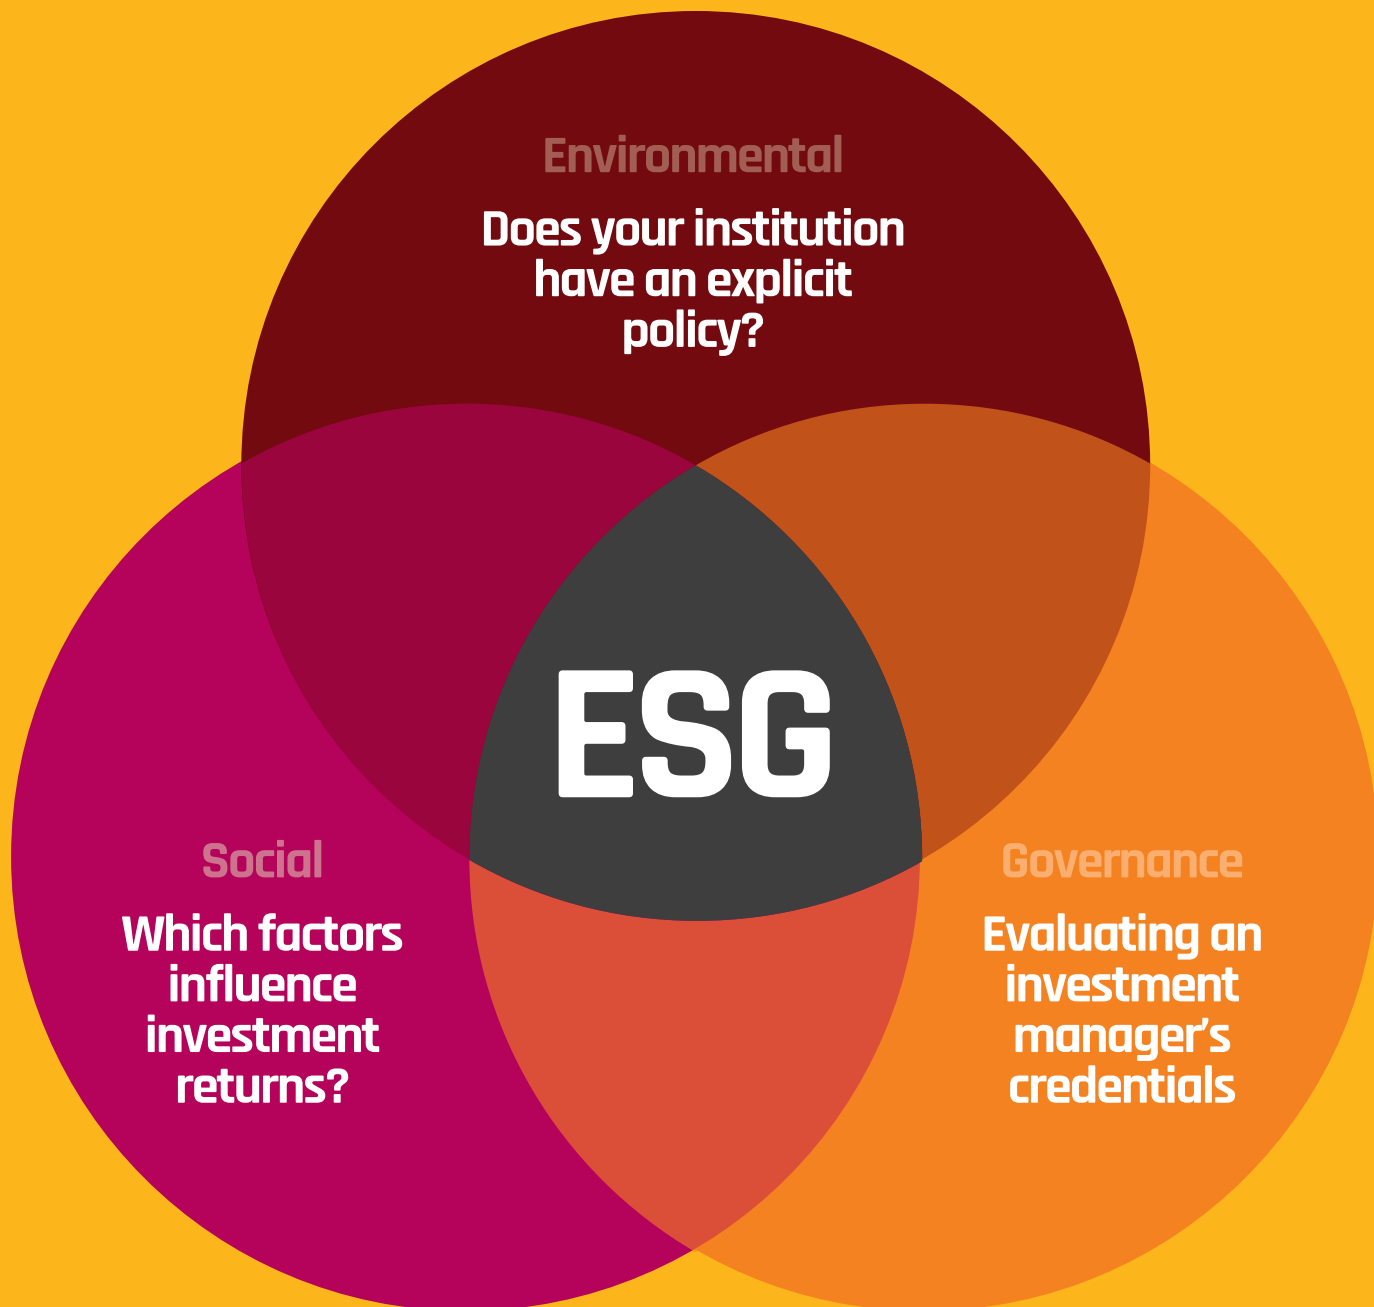 Environmental
Does your institution
have an explicit
policy?
ESG
Social
Which factors
influence
investment
returns?
Governance
Evaluating an
investment
manager’s
credentials